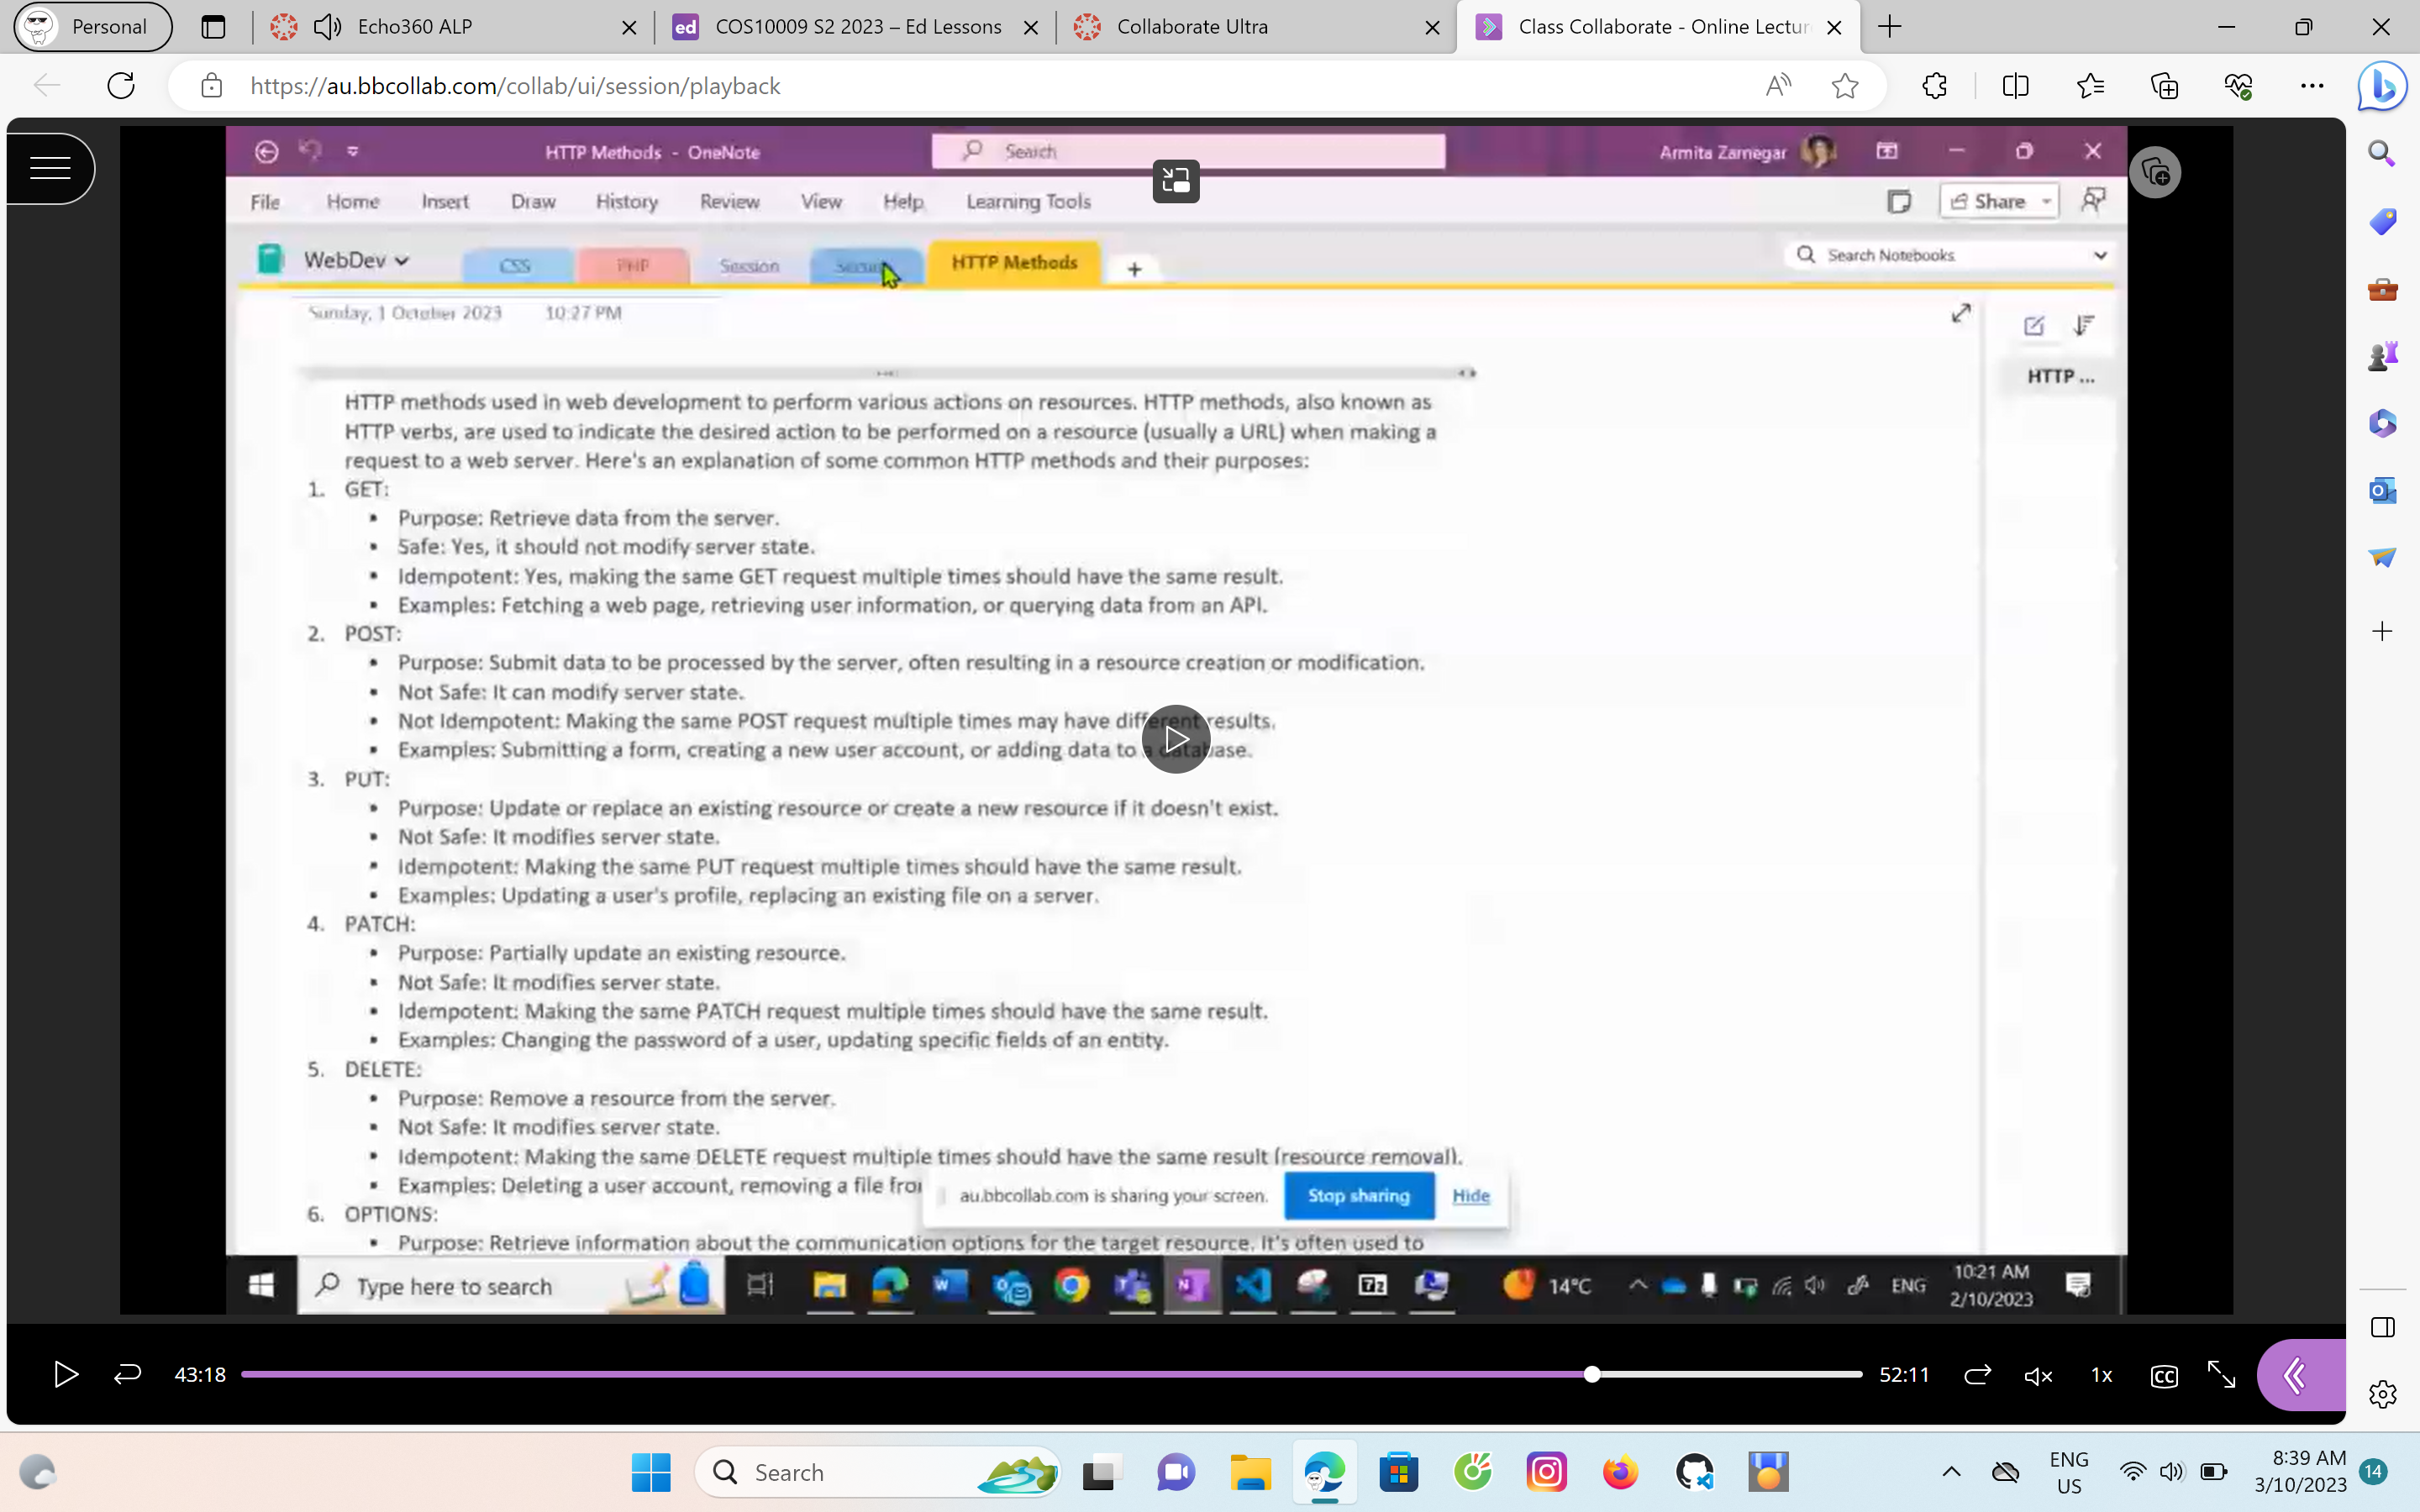 Personal
Echo360 ALP
COS10009 S2 2023 – Ed Lessons
Collaborate Ultra
Class Collaborate - Online Lectur
https://au.bbcollab.com/collab/ui/session/playback
HTTP Methods - OneNote
Search
Armita Zarnegar
File Home Insert Draw History Review View Help Learning Tools
Share
WebDev
CSS
PHP
Session
HTTP Methods
+
Search Notebooks
Sunday, 1 October 2023 10:27 PM
HTTP ...
HTTP methods used in web development to perform various actions on resources. HTTP methods, also known as
HTTP verbs, are used to indicate the desired action to be performed on a resource (usually a URL) when making a
request to a web server. Here's an explanation of some common HTTP methods and their purposes:
1. GET:
▪ Purpose: Retrieve data from the server.
▪ Safe: Yes, it should not modify server state.
▪ Idempotent: Yes, making the same GET request multiple times should have the same result.
▪ Examples: Fetching a web page, retrieving user information, or querying data from an API.
2. POST:
▪ Purpose: Submit data to be processed by the server, often resulting in a resource creation or modification.
▪ Not Safe: It can modify server state.
▪ Not Idempotent: Making the same POST request multiple times may have different results.
▪ Examples: Submitting a form, creating a new user account, or adding data to a database.
3. PUT:
▪ Purpose: Update or replace an existing resource or create a new resource if it doesn't exist.
▪ Not Safe: It modifies server state.
▪ Idempotent: Making the same PUT request multiple times should have the same result.
▪ Examples: Updating a user's profile, replacing an existing file on a server.
4. PATCH:
▪ Purpose: Partially update an existing resource.
▪ Not Safe: It modifies server state.
▪ Idempotent: Making the same PATCH request multiple times should have the same result.
▪ Examples: Changing the password of a user, updating specific fields of an entity.
5. DELETE:
▪ Purpose: Remove a resource from the server.
▪ Not Safe: It modifies server state.
▪ Idempotent: Making the same DELETE request multiple times should have the same result (resource removal).
▪ Examples: Deleting a user account, removing a file fro
au.bbcollab.com is sharing your screen. Stop sharing Hide
6. OPTIONS:
▪ Purpose: Retrieve information about the communication options for the target resource. It's often used to
Type here to search
14°C
ENG
10:21 AM
2/10/2023
43:18
52:11
1x
CC
Search
ENG
US
8:39 AM
3/10/2023
14